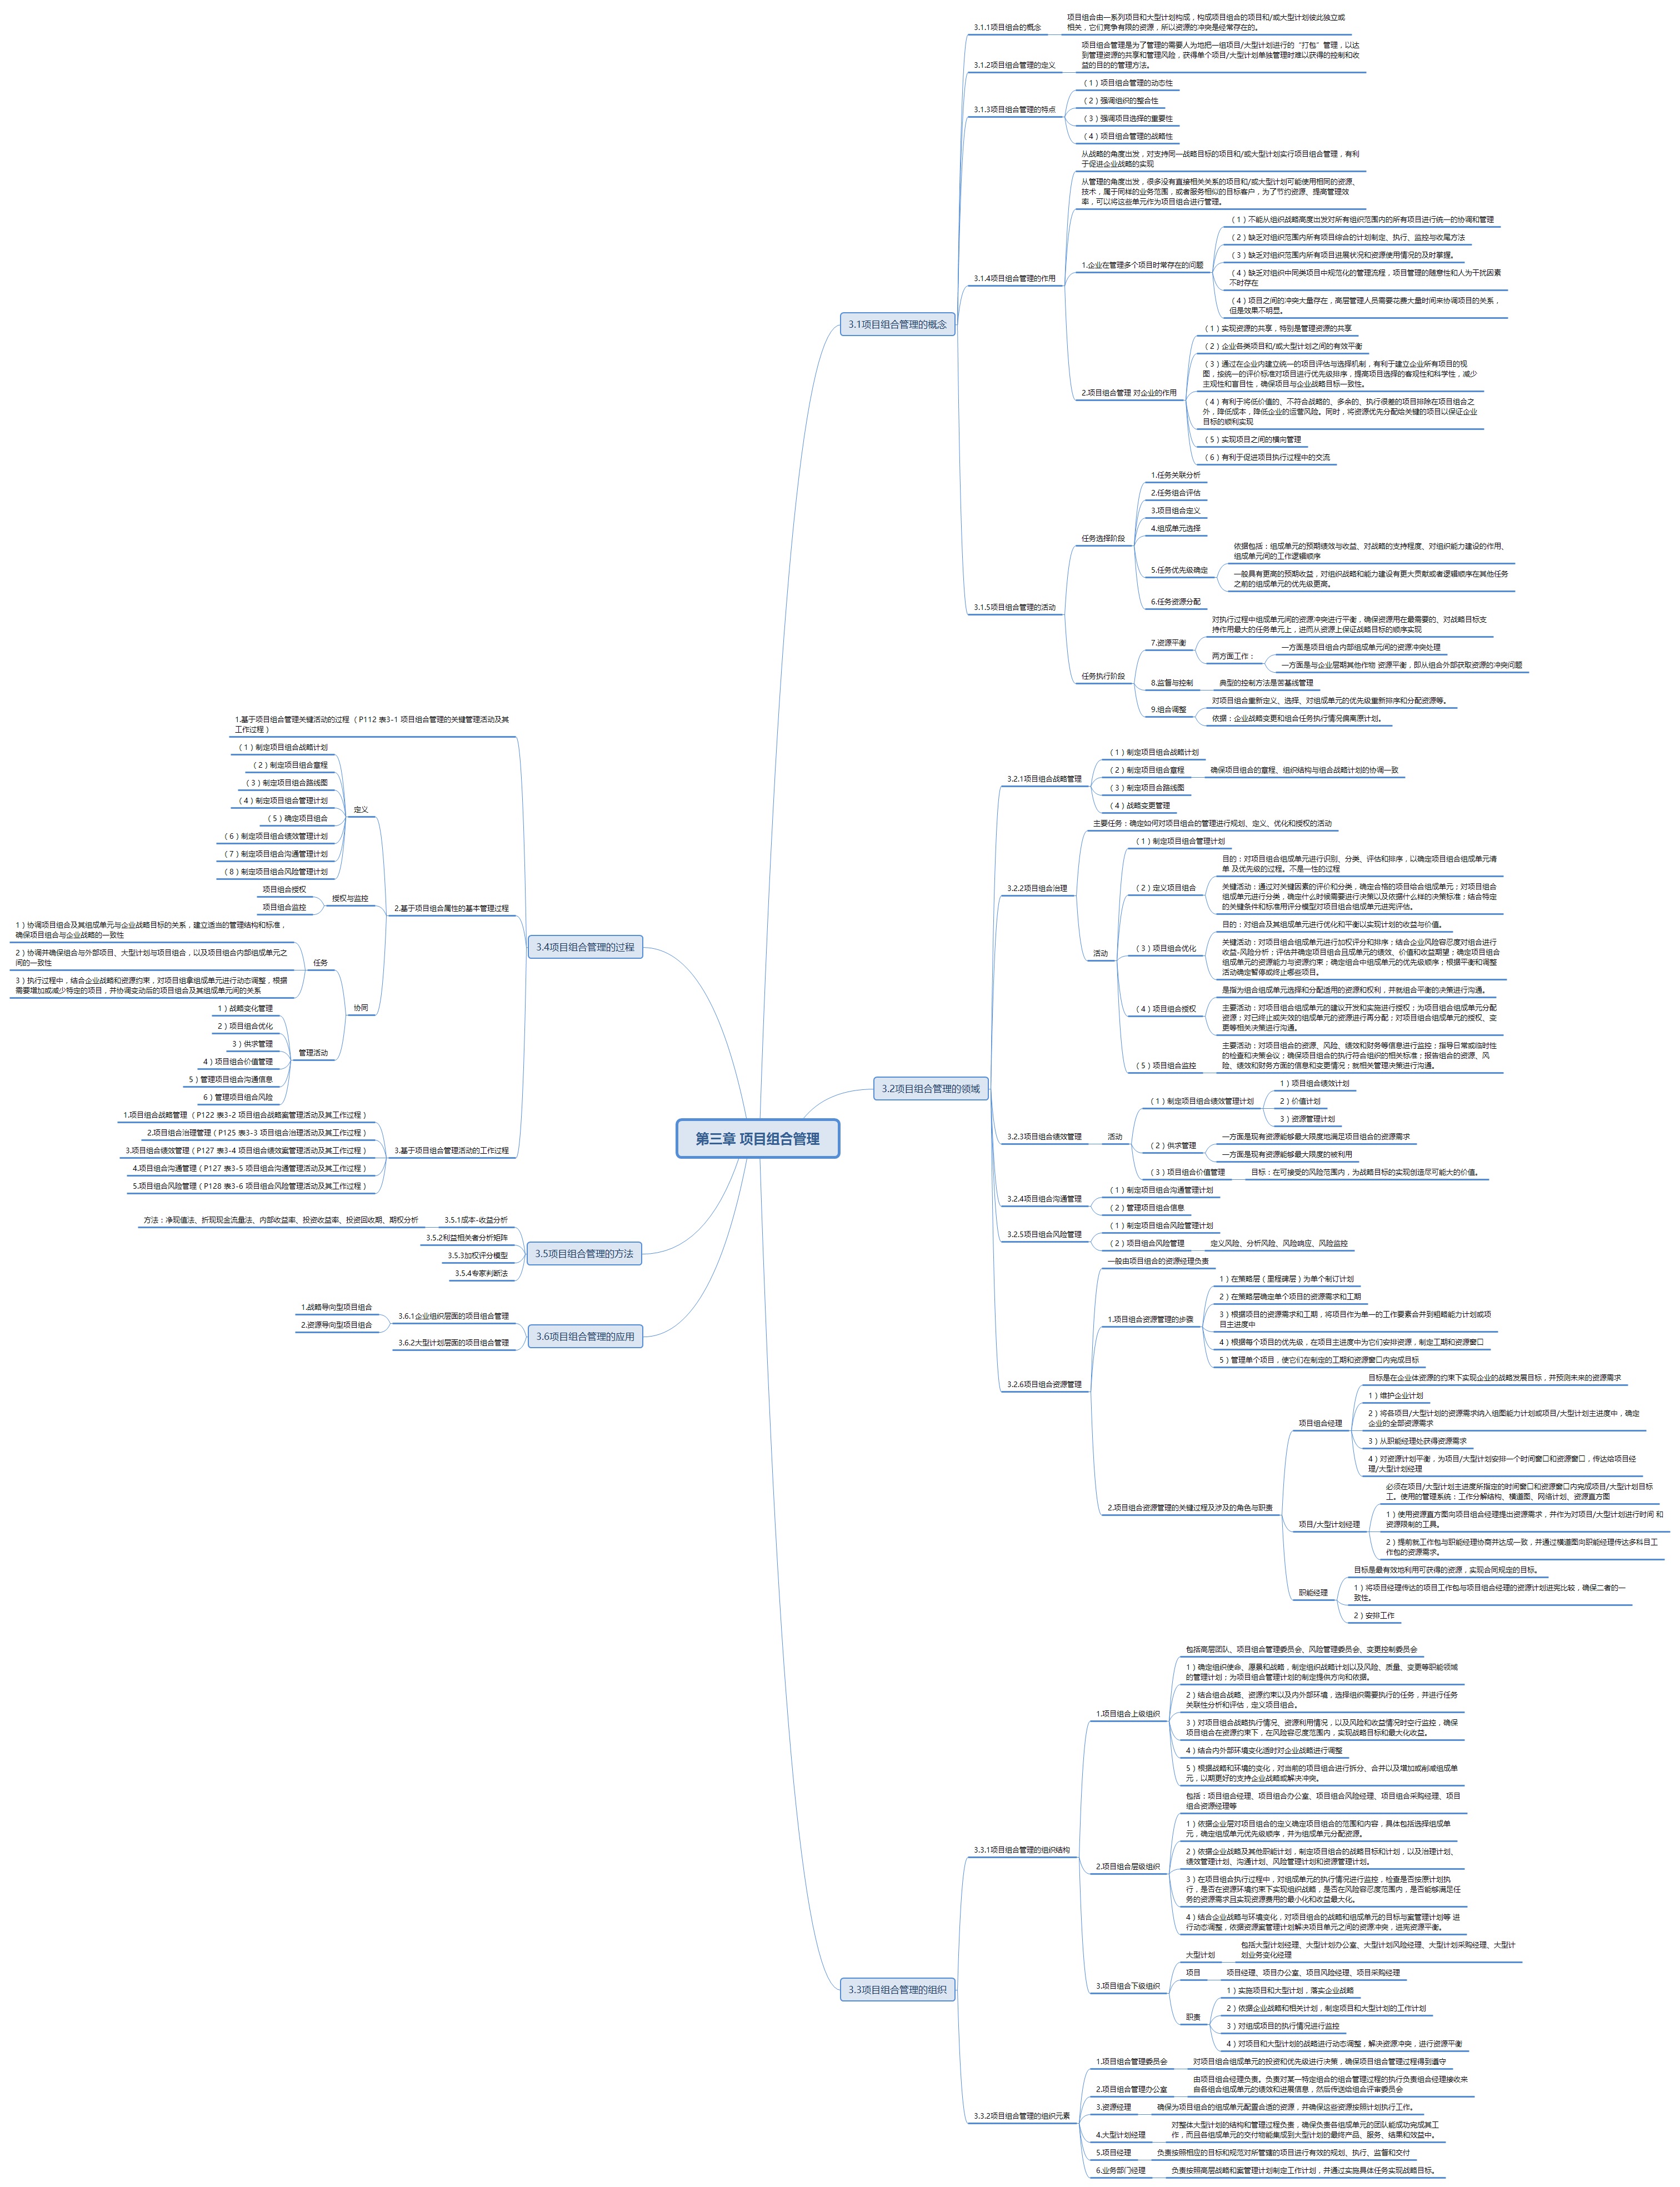 第三章 项目组合管理
3.1项目组合管理的概念
3.1.1项目组合的概念
项目组合由一系列项目和大型计划构成，构成项目组合的项目和/或大型计划彼此独立或
相关，它们竞争有限的资源，所以资源的冲突是经常存在的。
3.1.2项目组合管理的定义
项目组合管理是为了管理的需要人为地把一组项目/大型计划进行的“打包”管理，以达
到管理资源的共享和管理风险，获得单个项目/大型计划单独管理时难以获得的控制和收
益的目的的管理方法。
3.1.3项目组合管理的特点
（1）项目组合管理的动态性
（2）强调组织的整合性
（3）强调项目选择的重要性
（4）项目组合管理的战略性
3.1.4项目组合管理的作用
从战略的角度出发，对支持同一战略目标的项目和/或大型计划实行项目组合管理，有利
于促进企业战略的实现
从管理的角度出发，很多没有直接相关关系的项目和/或大型计划可能使用相同的资源、
技术，属于同样的业务范围，或者服务相似的目标客户，为了节约资源、提高管理效
率，可以将这些单元作为项目组合进行管理。
1.企业在管理多个项目时常存在的问题
（1）不能从组织战略高度出发对所有组织范围内的所有项目进行统一的协调和管理
（2）缺乏对组织范围内所有项目综合的计划制定、执行、监控与收尾方法
（3）缺乏对组织范围内所有项目进展状况和资源使用情况的及时掌握。
（4）缺乏对组织中同类项目中规范化的管理流程，项目管理的随意性和人为干扰因素
不时存在
（4）项目之间的冲突大量存在，高层管理人员需要花费大量时间来协调项目的关系，
但是效果不明显。
2.项目组合管理 对企业的作用
（1）实现资源的共享，特别是管理资源的共享
（2）企业各类项目和/或大型计划之间的有效平衡
（3）通过在企业内建立统一的项目评估与选择机制，有利于建立企业所有项目的视
图，按统一的评价标准对项目进行优先级排序，提高项目选择的客观性和科学性，减少
主观性和盲目性，确保项目与企业战略目标一致性。
（4）有利于将低价值的、不符合战略的、多余的、执行很差的项目排除在项目组合之
外，降低成本，降低企业的运营风险。同时，将资源优先分配给关键的项目以保证企业
目标的顺利实现
（5）实现项目之间的横向管理
（6）有利于促进项目执行过程中的交流
3.1.5项目组合管理的活动
任务选择阶段
1.任务关联分析
2.任务组合评估
3.项目组合定义
4.组成单元选择
5.任务优先级确定
依据包括：组成单元的预期绩效与收益、对战略的支持程度、对组织能力建设的作用、
组成单元间的工作逻辑顺序
一般具有更高的预期收益，对组织战略和能力建设有更大贡献或者逻辑顺序在其他任务
之前的组成单元的优先级更高。
6.任务资源分配
任务执行阶段
7.资源平衡
对执行过程中组成单元间的资源冲突进行平衡，确保资源用在最需要的、对战略目标支
持作用最大的任务单元上，进而从资源上保证战略目标的顺序实现
两方面工作：
一方面是项目组合内部组成单元间的资源冲突处理
一方面是与企业层期其他作物 资源平衡，即从组合外部获取资源的冲突问题
8.监督与控制
典型的控制方法是苦基线管理
9.组合调整
对项目组合重新定义、选择、对组成单元的优先级重新排序和分配资源等。
依据：企业战略变更和组合任务执行情况偏离原计划。
3.2项目组合管理的领域
3.2.1项目组合战略管理
（1）制定项目组合战略计划
（2）制定项目组合章程
确保项目组合的章程、组织结构与组合战略计划的协调一致
（3）制定项目合路线图
（4）战略变更管理
3.2.2项目组合治理
主要任务：确定如何对项目组合的管理进行规划、定义、优化和授权的活动
活动
（1）制定项目组合管理计划
（2）定义项目组合
目的：对项目组合组成单元进行识别、分类、评估和排序，以确定项目组合组成单元清
单 及优先级的过程。不是一性的过程
关键活动：通过对关键因素的评价和分类，确定合格的项目给合组成单元；对项目组合
组成单元进行分类，确定什么时候需要进行决策以及依据什么样的决策标准；结合特定
的关键条件和标准用评分模型对项目组合组成单元进宪评估。
（3）项目组合优化
目的：对组合及其组成单元进行优化和平衡以实现计划的收益与价值。
关键活动：对项目组合组成单元进行加权评分和排序；结合企业风险容忍度对组合进行
收益-风险分析；评估并确定项目组合且成单元的绩效、价值和收益期望；确定项目组合
组成单元的资源能力与资源约束；确定组合中组成单元的优先级顺序；根据平衡和调整
活动确定暂停或终止哪些项目。
（4）项目组合授权
是指为组合组成单元选择和分配适用的资源和权利，并就组合平衡的决策进行沟通。
主要活动：对项目组合组成单元的建议开发和实施进行授权；为项目组合组成单元分配
资源；对已终止或失效的组成单元的资源进行再分配；对项目组合组成单元的授权、变
更等相关决策进行沟通。
（5）项目组合监控
主要活动：对项目组合的资源、风险、绩效和财务等信息进行监控；指导日常或临时性
的检查和决策会议；确保项目组合的执行符合组织的相关标准；报告组合的资源、风
险、绩效和财务方面的信息和变更情况；就相关管理决策进行沟通。
3.2.3项目组合绩效管理
活动
（1）制定项目组合绩效管理计划
1）项目组合绩效计划
2）价值计划
3）资源管理计划
（2）供求管理
一方面是现有资源能够最大限度地满足项目组合的资源需求
一方面是现有资源能够最大限度的被利用
（3）项目组合价值管理
目标：在可接受的风险范围内，为战略目标的实现创造尽可能大的价值。
3.2.4项目组合沟通管理
（1）制定项目组合沟通管理计划
（2）管理项目组合信息
3.2.5项目组合风险管理
（1）制定项目组合风险管理计划
（2）项目组合风险管理
定义风险、分析风险、风险响应、风险监控
3.2.6项目组合资源管理
一般由项目组合的资源经理负责
1.项目组合资源管理的步骤
1）在策略层（里程碑层）为单个制订计划
2）在策略层确定单个项目的资源需求和工期
3）根据项目的资源需求和工期，将项目作为单一的工作要素合并到粗略能力计划或项
目主进度中
4）根据每个项目的优先级，在项目主进度中为它们安排资源，制定工期和资源窗口
5）管理单个项目，使它们在制定的工期和资源窗口内完成目标
2.项目组合资源管理的关键过程及涉及的角色与职责
项目组合经理
目标是在企业体资源的约束下实现企业的战略发展目标，并预测未来的资源需求
1）维护企业计划
2）将各项目/大型计划的资源需求纳入组图能力计划或项目/大型计划主进度中，确定
企业的全部资源需求
3）从职能经理处获得资源需求
4）对资源计划平衡，为项目/大型计划安排一个时间窗口和资源窗口，传达给项目经
理/大型计划经理
项目/大型计划经理
必须在项目/大型计划主进度所指定的时间窗口和资源窗口内完成项目/大型计划目标
工。使用的管理系统：工作分解结构、横道图、网络计划、资源直方图
1）使用资源直方面向项目组合经理提出资源需求，并作为对项目/大型计划进行时间 和
资源限制的工具。
2）提前就工作包与职能经理协商并达成一致，并通过横道图向职能经理传达多科目工
作包的资源需求。
职能经理
目标是最有效地利用可获得的资源，实现合同规定的目标。
1）将项目经理传达的项目工作包与项目组合经理的资源计划进宪比较，确保二者的一
致性。
2）安排工作
3.3项目组合管理的组织
3.3.1项目组合管理的组织结构
1.项目组合上级组织
包括高层团队、项目组合管理委员会、风险管理委员会、变更控制委员会
1）确定组织使命、愿景和战略，制定组织战略计划以及风险、质量、变更等职能领域
的管理计划；为项目组合管理计划的制定提供方向和依据。
2）结合组合战略、资源约束以及内外部环境，选择组织需要执行的任务，并进行任务
关联性分析和评估，定义项目组合。
3）对项目组合战略执行情况、资源利用情况，以及风险和收益情况时空行监控，确保
项目组合在资源约束下，在风险容忍度范围内，实现战略目标和最大化收益。
4）结合内外部环境变化适时对企业战略进行调整
5）根据战略和环境的变化，对当前的项目组合进行拆分、合并以及增加或削减组成单
元，以期更好的支持企业战略或解决冲突。
2.项目组合层级组织
包括：项目组合经理、项目组合办公室、项目组合风险经理、项目组合采购经理、项目
组合资源经理等
1）依据企业层对项目组合的定义确定项目组合的范围和内容，具体包括选择组成单
元，确定组成单元优先级顺序，并为组成单元分配资源。
2）依据企业战略及其他职能计划，制定项目组合的战略目标和计划，以及治理计划、
绩效管理计划、沟通计划、风险管理计划和资源管理计划。
3）在项目组合执行过程中，对组成单元的执行情况进行监控，检查是否按原计划执
行，是否在资源环境约束下实现组织战略，是否在风险容忍度范围内，是否能够满足任
务的资源需求且实现资源费用的最小化和收益最大化。
4）结合企业战略与环境变化，对项目组合的战略和组成单元的目标与案管理计划等 进
行动态调整，依据资源案管理计划解决项目单元之间的资源冲突，进宪资源平衡。
3.项目组合下级组织
大型计划
包括大型计划经理、大型计划办公室、大型计划风险经理、大型计划采购经理、大型计
划业务变化经理
项目
项目经理、项目办公室、项目风险经理、项目采购经理
职责
1）实施项目和大型计划，落实企业战略
2）依据企业战略和相关计划，制定项目和大型计划的工作计划
3）对组成项目的执行情况进行监控
4）对项目和大型计划的战略进行动态调整，解决资源冲突，进行资源平衡
3.3.2项目组合管理的组织元素
1.项目组合管理委员会
对项目组合组成单元的投资和优先级进行决策，确保项目组合管理过程得到遵守
2.项目组合管理办公室
由项目组合经理负责。负责对某一特定组合的组合管理过程的执行负责组合经理接收来
自各组合组成单元的绩效和进展信息，然后传送给组合评审委员会
3.资源经理
确保为项目组合的组成单元配置合适的资源，并确保这些资源按照计划执行工作。
4.大型计划经理
对整体大型计划的结构和管理过程负责，确保负责各组成单元的团队能成功完成其工
作，而且各组成单元的交付物能集成到大型计划的最终产品、服务、结果和效益中。
5.项目经理
负责按照相应的目标和规范对所管辖的项目进行有效的规划、执行、监督和交付
6.业务部门经理
负责按照高层战略和案管理计划制定工作计划，并通过实施具体任务实现战略目标。
3.4项目组合管理的过程
1.基于项目组合管理关键活动的过程 （P112 表3-1 项目组合管理的关键管理活动及其
工作过程）
2.基于项目组合属性的基本管理过程
定义
（1）制定项目组合战略计划
（2）制定项目组合章程
（3）制定项目组合路线图
（4）制定项目组合管理计划
（5）确定项目组合
（6）制定项目组合绩效管理计划
（7）制定项目组合沟通管理计划
（8）制定项目组合风险管理计划
授权与监控
项目组合授权
项目组合监控
协同
任务
1）协调项目组合及其组成单元与企业战略目标的关系，建立适当的管理结构和标准，
确保项目组合与企业战略的一致性
2）协调并确保组合与外部项目、大型计划与项目组合，以及项目组合内部组成单元之
间的一致性
3）执行过程中，结合企业战略和资源约束，对项目组拿组成单元进行动态调整，根据
需要增加或减少特定的项目，并协调变动后的项目组合及其组成单元间的关系
管理活动
1）战略变化管理
2）项目组合优化
3）供求管理
4）项目组合价值管理
5）管理项目组合沟通信息
6）管理项目组合风险
3.基于项目组合管理活动的工作过程
1.项目组合战略管理 （P122 表3-2 项目组合战略案管理活动及其工作过程）
2.项目组合治理管理（P125 表3-3 项目组合治理活动及其工作过程）
3.项目组合绩效管理（P127 表3-4 项目组合绩效案管理活动及其工作过程）
4.项目组合沟通管理（P127 表3-5 项目组合沟通管理活动及其工作过程）
5.项目组合风险管理（P128 表3-6 项目组合风险管理活动及其工作过程）
3.5项目组合管理的方法
3.5.1成本-收益分析
方法：净现值法、折现现金流量法、内部收益率、投资收益率、投资回收期、期权分析
3.5.2利益相关者分析矩阵
3.5.3加权评分模型
3.5.4专家判断法
3.6项目组合管理的应用
3.6.1企业组织层面的项目组合管理
1.战略导向型项目组合
2.资源导向型项目组合
3.6.2大型计划层面的项目组合管理